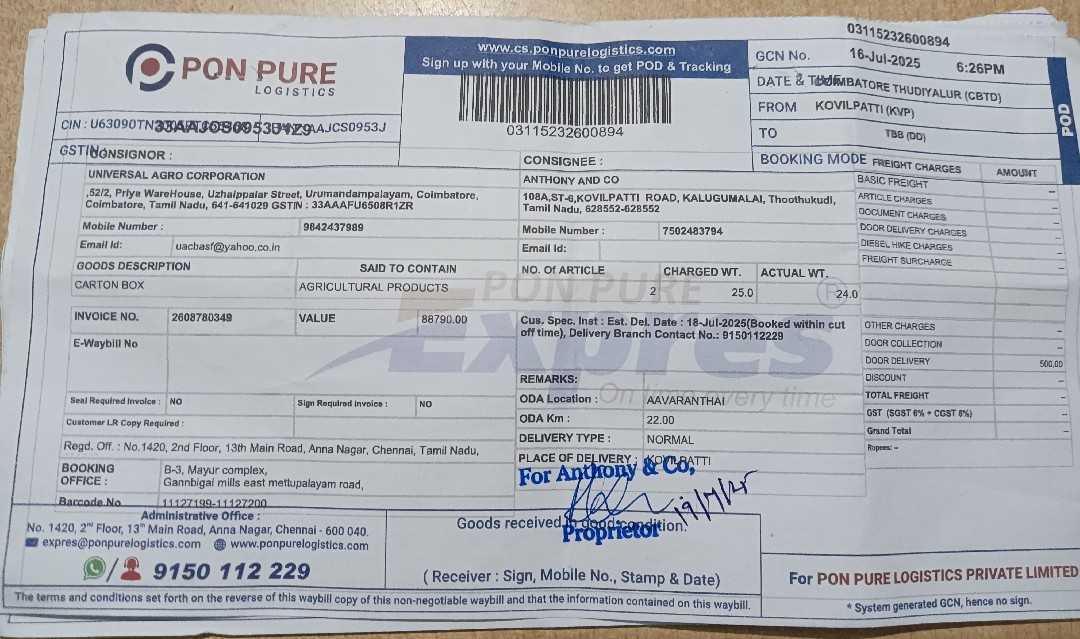 PON PURE
LOGISTICS
CIN : U63090TN
33AAJCS0953J1Z9
AAJCS0953J
GSTIN
www.cs.ponpurelogistics.com
Sign up with your Mobile No. to get POD & Tracking
03115232600894
GCN No. 03115232600894
DATE & TIME 16-Jul-2025 6:26PM
FROM COIMBATORE THUDIYALUR (CBTD)
TO KOVILPATTI (KVP)
BOOKING MODE TBB (DD)
POD
CONSIGNOR :
UNIVERSAL AGRO CORPORATION
,52/2, Priya WareHouse, Uzhaippalar Street, Urumandampalayam, Coimbatore,
Coimbatore, Tamil Nadu, 641-641029 GSTIN : 33AAAFU6508R1ZR
Mobile Number : 9842437989
Email Id: uachasf@yahoo.co.in
CONSIGNEE :
ANTHONY AND CO
108A,ST-6,KOVILPATTI ROAD, KALUGUMALAI, Thoothukudi,
Tamil Nadu, 628552-628552
Mobile Number : 7502483794
Email Id:
GOODS DESCRIPTION SAID TO CONTAIN
CARTON BOX AGRICULTURAL PRODUCTS
NO. OF ARTICLE CHARGED WT. ACTUAL WT.
2 25.0 24.0
INVOICE NO. 2608780349 VALUE 88790.00
E-Waybill No
Cus. Spec. Inst : Est. Del. Date : 18-Jul-2025(Booked within cut
off time), Delivery Branch Contact No.: 9150112229
REMARKS:
ODA Location : AAVARANTHAI
ODA Km : 22.00
DELIVERY TYPE : NORMAL
PLACE OF DELIVERY : KOVILPATTI
Seal Required Invoice : NO Sign Required Invoice : NO
Customer LR Copy Required :
Regd. Off. : No.1420, 2nd Floor, 13th Main Road, Anna Nagar, Chennai, Tamil Nadu,
BOOKING
OFFICE :
B-3, Mayur complex,
Gannbigai mills east mettupalayam road,
Barcode No 11127199-11127200
FREIGHT CHARGES AMOUNT
BASIC FREIGHT –
ARTICLE CHARGES –
DOCUMENT CHARGES –
DOOR DELIVERY CHARGES –
DIESEL HIKE CHARGES –
FREIGHT SURCHARGE –
OTHER CHARGES –
DOOR COLLECTION –
DOOR DELIVERY 500.00
DISCOUNT –
TOTAL FREIGHT –
GST (SGST 6% + CGST 6%) –
Grand Total –
Rupees: –
PON PURE
Expres®
On time every time
For Anthony & Co,
19/7/25
Proprietor
Goods received in good condition.
(Receiver : Sign, Mobile No., Stamp & Date)
Administrative Office :
No. 1420, 2nd Floor, 13th Main Road, Anna Nagar, Chennai - 600 040.
expres@ponpurelogistics.com www.ponpurelogistics.com
9150 112 229
For PON PURE LOGISTICS PRIVATE LIMITED
* System generated GCN, hence no sign.
The terms and conditions set forth on the reverse of this waybill copy of this non-negotiable waybill and that the information contained on this waybill.